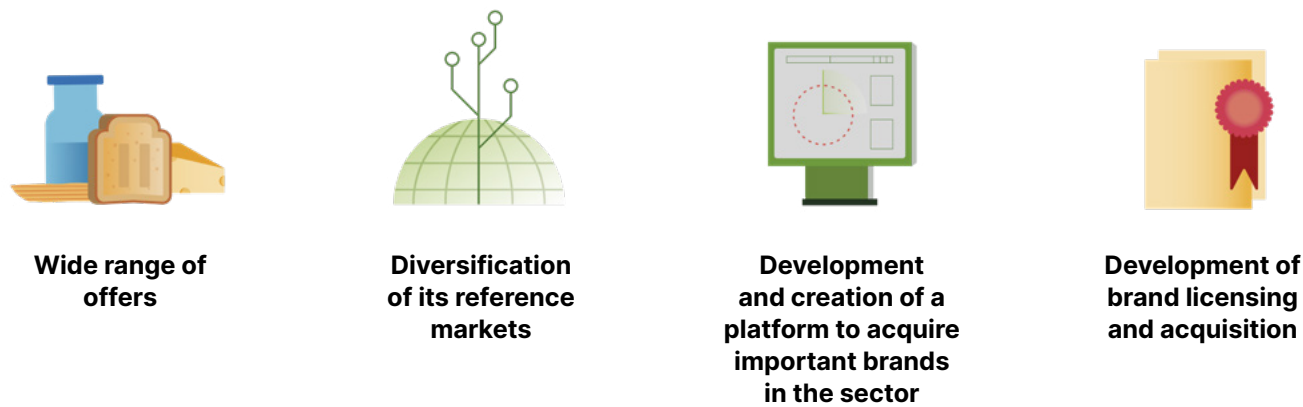 Wide range of
offers
Diversification
of its reference
markets
Development
and creation of a
platform to acquire
important brands
in the sector
Development of
brand licensing
and acquisition